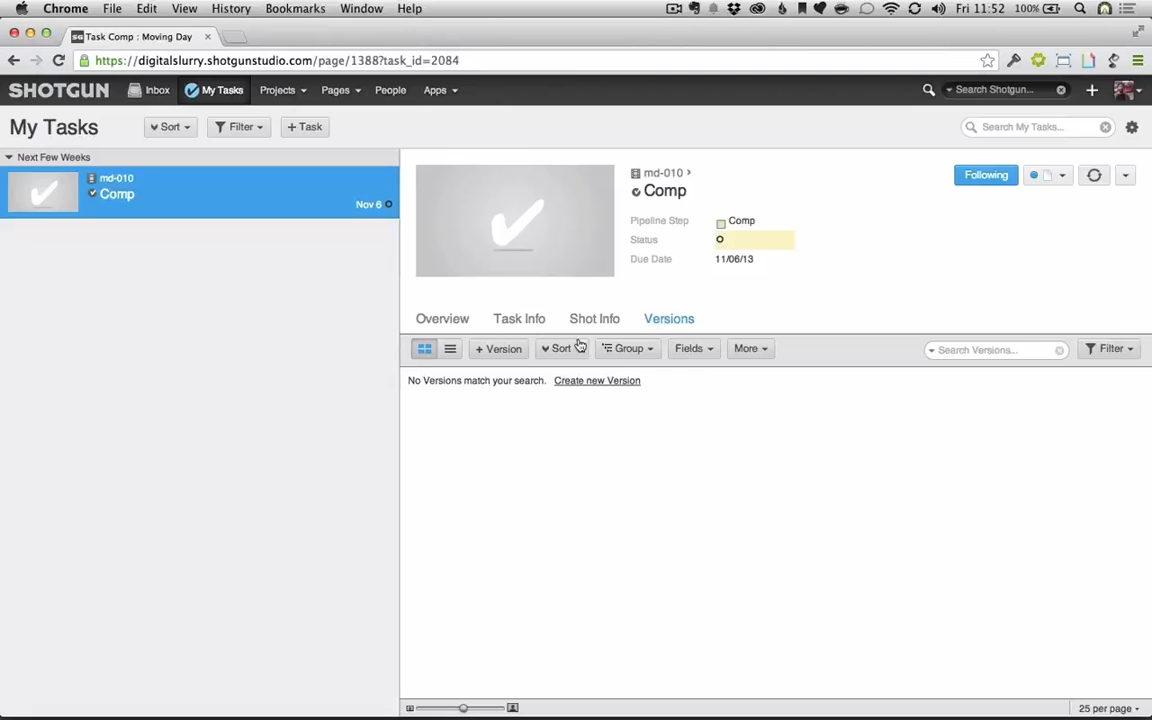 Chrome File Edit View History Bookmarks Window Help Fri 11:52 100%
SG Task Comp : Moving Day
https://digitalslurry.shotgunstudio.com/page/1388?task_id=2084
SHOTGUN Inbox My Tasks Projects Pages People Apps Search Shotgun...
My Tasks Sort Filter + Task Search My Tasks...
Next Few Weeks
md-010
Comp
Nov 6
md-010 >
Comp
Following
Pipeline Step Comp
Status
Due Date 11/06/13
Overview Task Info Shot Info Versions
+ Version Sort Group Fields More Search Versions... Filter
No Versions match your search. Create new Version
25 per page